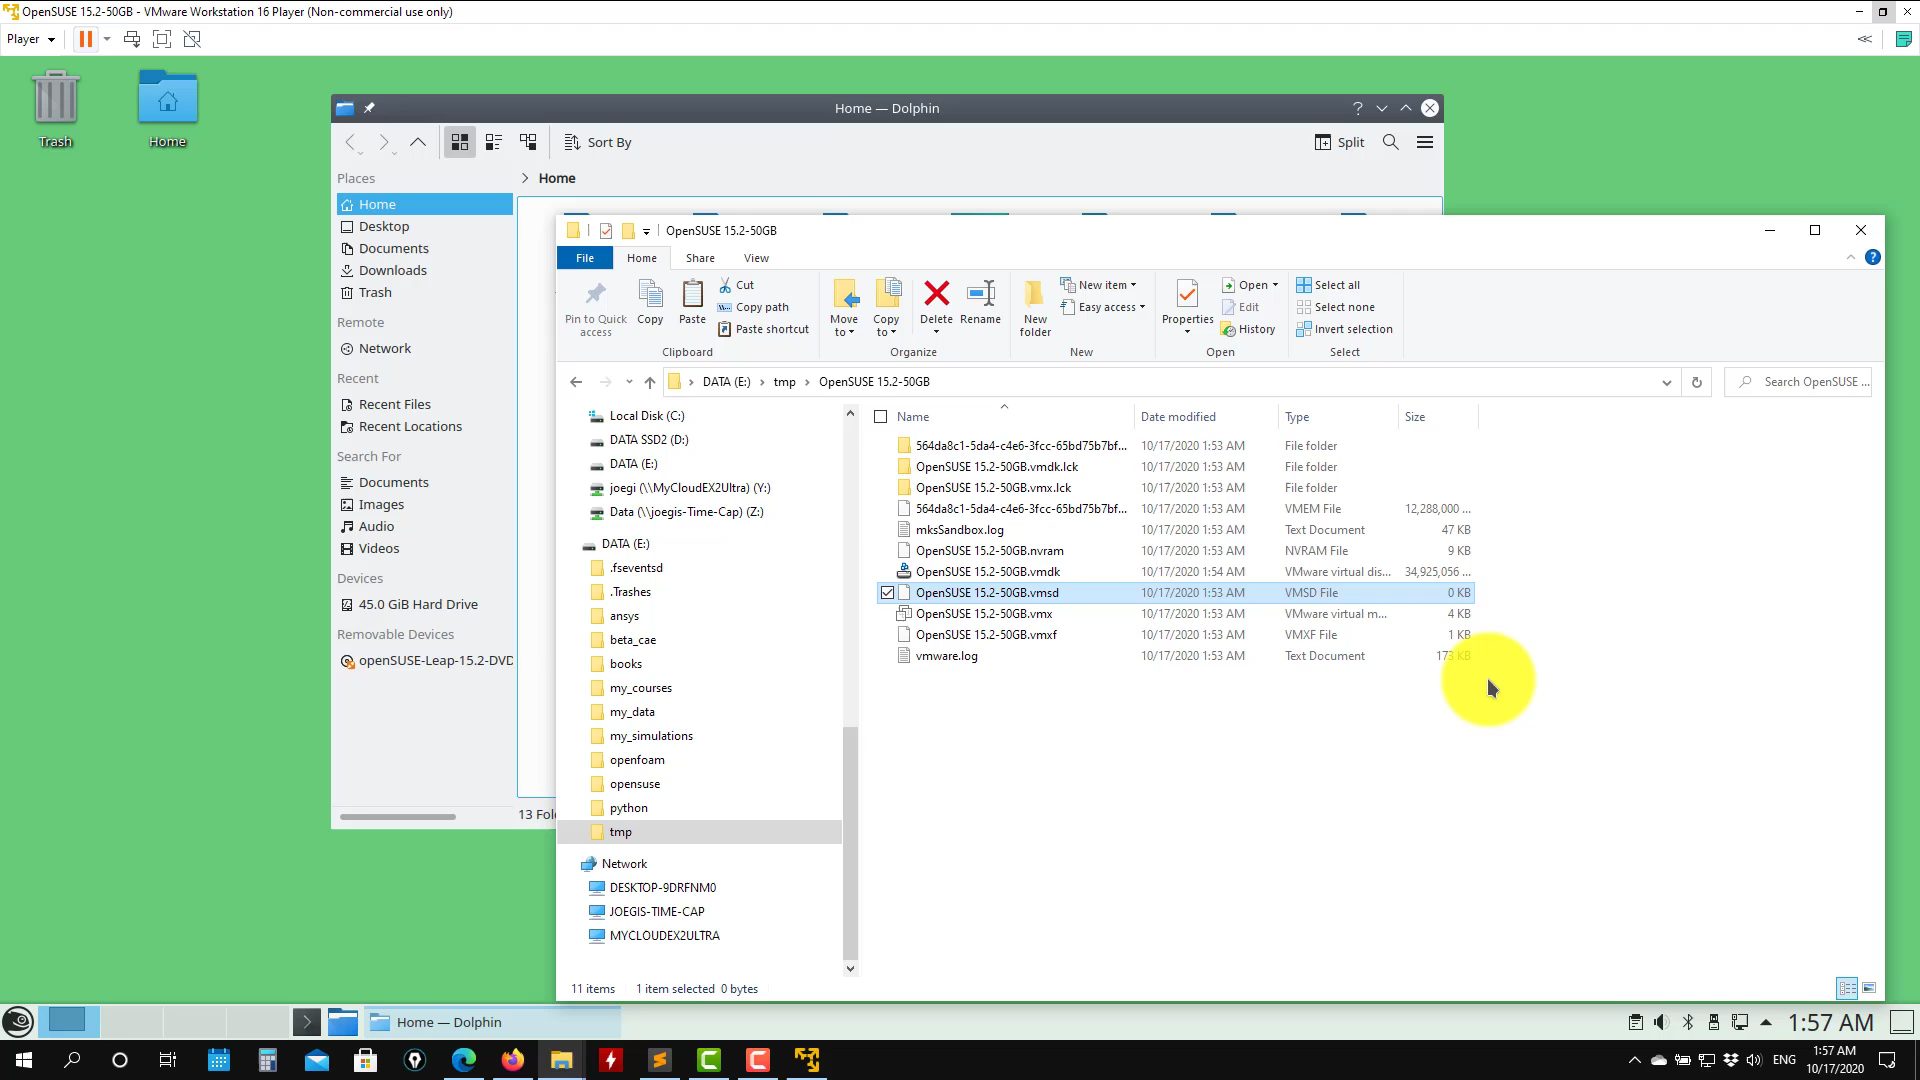 OpenSUSE 15.2-50GB - VMware Workstation 16 Player (Non-commercial use only)
Player
Trash
Home
Home — Dolphin
Sort By
Split
Places
Home
Home
Desktop
Documents
Downloads
Trash
Remote
Network
Recent
Recent Files
Recent Locations
Search For
Documents
Images
Audio
Videos
Devices
45.0 GiB Hard Drive
Removable Devices
openSUSE-Leap-15.2-DVD
13 Fol
OpenSUSE 15.2-50GB
File Home Share View
Pin to Quick access
Copy
Paste
Cut
Copy path
Paste shortcut
Clipboard
Move to
Copy to
Delete
Rename
Organize
New folder
New item
Easy access
New
Properties
Open
Edit
History
Open
Select all
Select none
Invert selection
Select
DATA (E:) tmp OpenSUSE 15.2-50GB
Search OpenSUSE ...
Local Disk (C:)
DATA SSD2 (D:)
DATA (E:)
joegi (\\MyCloudEX2Ultra) (Y:)
Data (\\joegis-Time-Cap) (Z:)
DATA (E:)
.fseventsd
.Trashes
ansys
beta_cae
books
my_courses
my_data
my_simulations
openfoam
opensuse
python
tmp
Network
DESKTOP-9DRFNM0
JOEGIS-TIME-CAP
MYCLOUDEX2ULTRA
Name Date modified Type Size
564da8c1-5da4-c4e6-3fcc-65bd75b7bf... 10/17/2020 1:53 AM File folder
OpenSUSE 15.2-50GB.vmdk.lck 10/17/2020 1:53 AM File folder
OpenSUSE 15.2-50GB.vmx.lck 10/17/2020 1:53 AM File folder
564da8c1-5da4-c4e6-3fcc-65bd75b7bf... 10/17/2020 1:53 AM VMEM File 12,288,000 ...
mksSandbox.log 10/17/2020 1:53 AM Text Document 47 KB
OpenSUSE 15.2-50GB.nvram 10/17/2020 1:53 AM NVRAM File 9 KB
OpenSUSE 15.2-50GB.vmdk 10/17/2020 1:54 AM VMware virtual dis... 34,925,056 ...
OpenSUSE 15.2-50GB.vmsd 10/17/2020 1:53 AM VMSD File 0 KB
OpenSUSE 15.2-50GB.vmx 10/17/2020 1:53 AM VMware virtual m... 4 KB
OpenSUSE 15.2-50GB.vmxf 10/17/2020 1:53 AM VMXF File 1 KB
vmware.log 10/17/2020 1:53 AM Text Document 173 KB
11 items 1 item selected 0 bytes
Home — Dolphin
1:57 AM
ENG
1:57 AM
10/17/2020